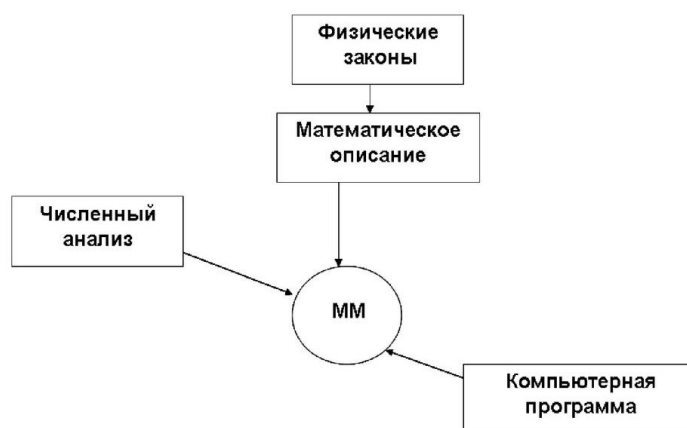 Физические
законы
Математическое
описание
Численный
анализ
ММ
Компьютерная
программа